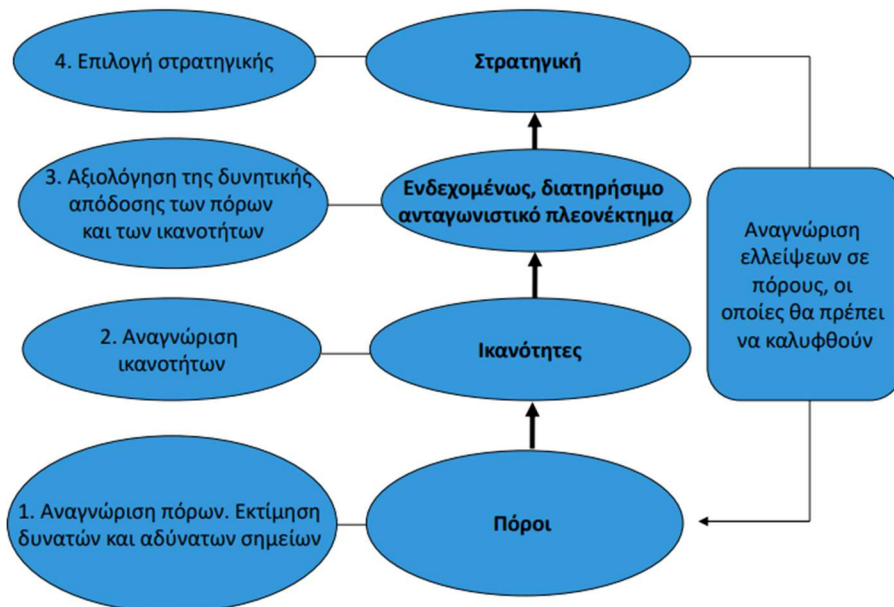 4. Επιλογή στρατηγικής
Στρατηγική
3. Αξιολόγηση της δυνητικής
απόδοσης των πόρων
και των ικανοτήτων
Ενδεχομένως, διατηρήσιμο
ανταγωνιστικό πλεονέκτημα
Αναγνώριση
ελλείψεων σε
πόρους, οι
οποίες θα πρέπει
να καλυφθούν
2. Αναγνώριση
ικανοτήτων
Ικανότητες
1. Αναγνώριση πόρων. Εκτίμηση
δυνατών και αδύνατων σημείων
Πόροι